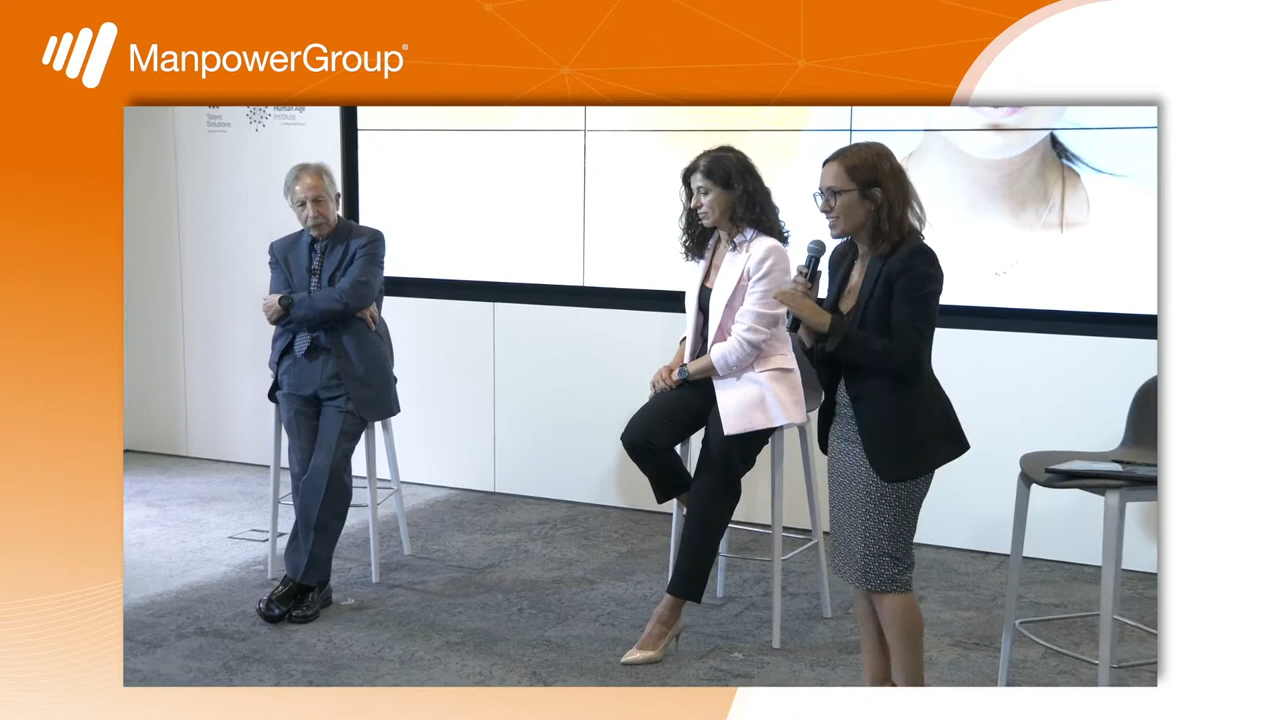 ManpowerGroup®
Talent
Solutions
Human Age
Institute